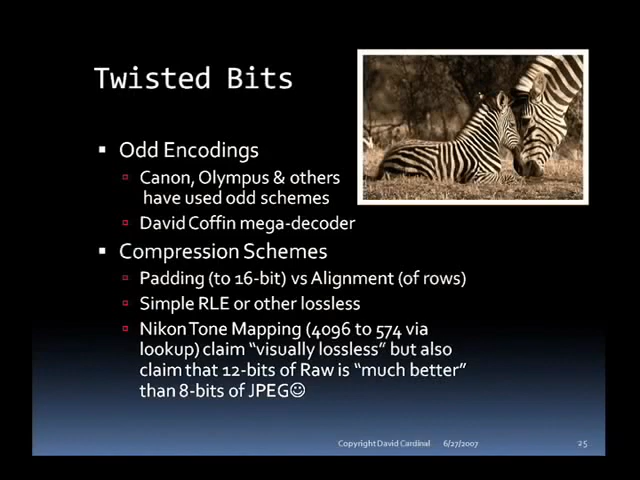 Twisted Bits
▪ Odd Encodings
▫ Canon, Olympus & others
have used odd schemes
▫ David Coffin mega-decoder
▪ Compression Schemes
▫ Padding (to 16-bit) vs Alignment (of rows)
▫ Simple RLE or other lossless
▫ Nikon Tone Mapping (4096 to 574 via
lookup) claim “visually lossless” but also
claim that 12-bits of Raw is “much better”
than 8-bits of JPEG☺
Copyright David Cardinal 6/27/2007 25